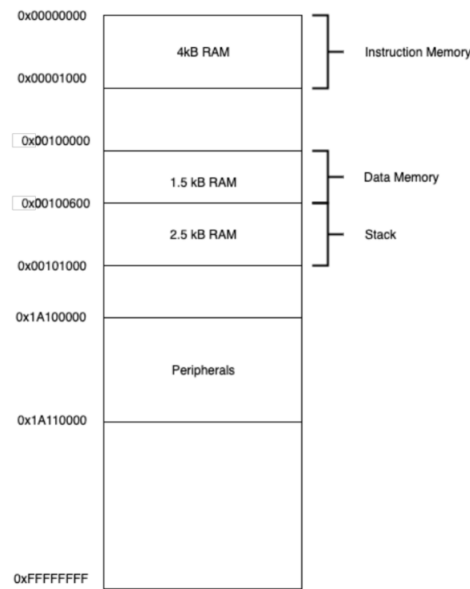 0x00000000
4kB RAM
Instruction Memory
0x00001000
0x00100000
1.5 kB RAM
Data Memory
0x00100600
2.5 kB RAM
Stack
0x00101000
0x1A100000
Peripherals
0x1A110000
0xFFFFFFFF